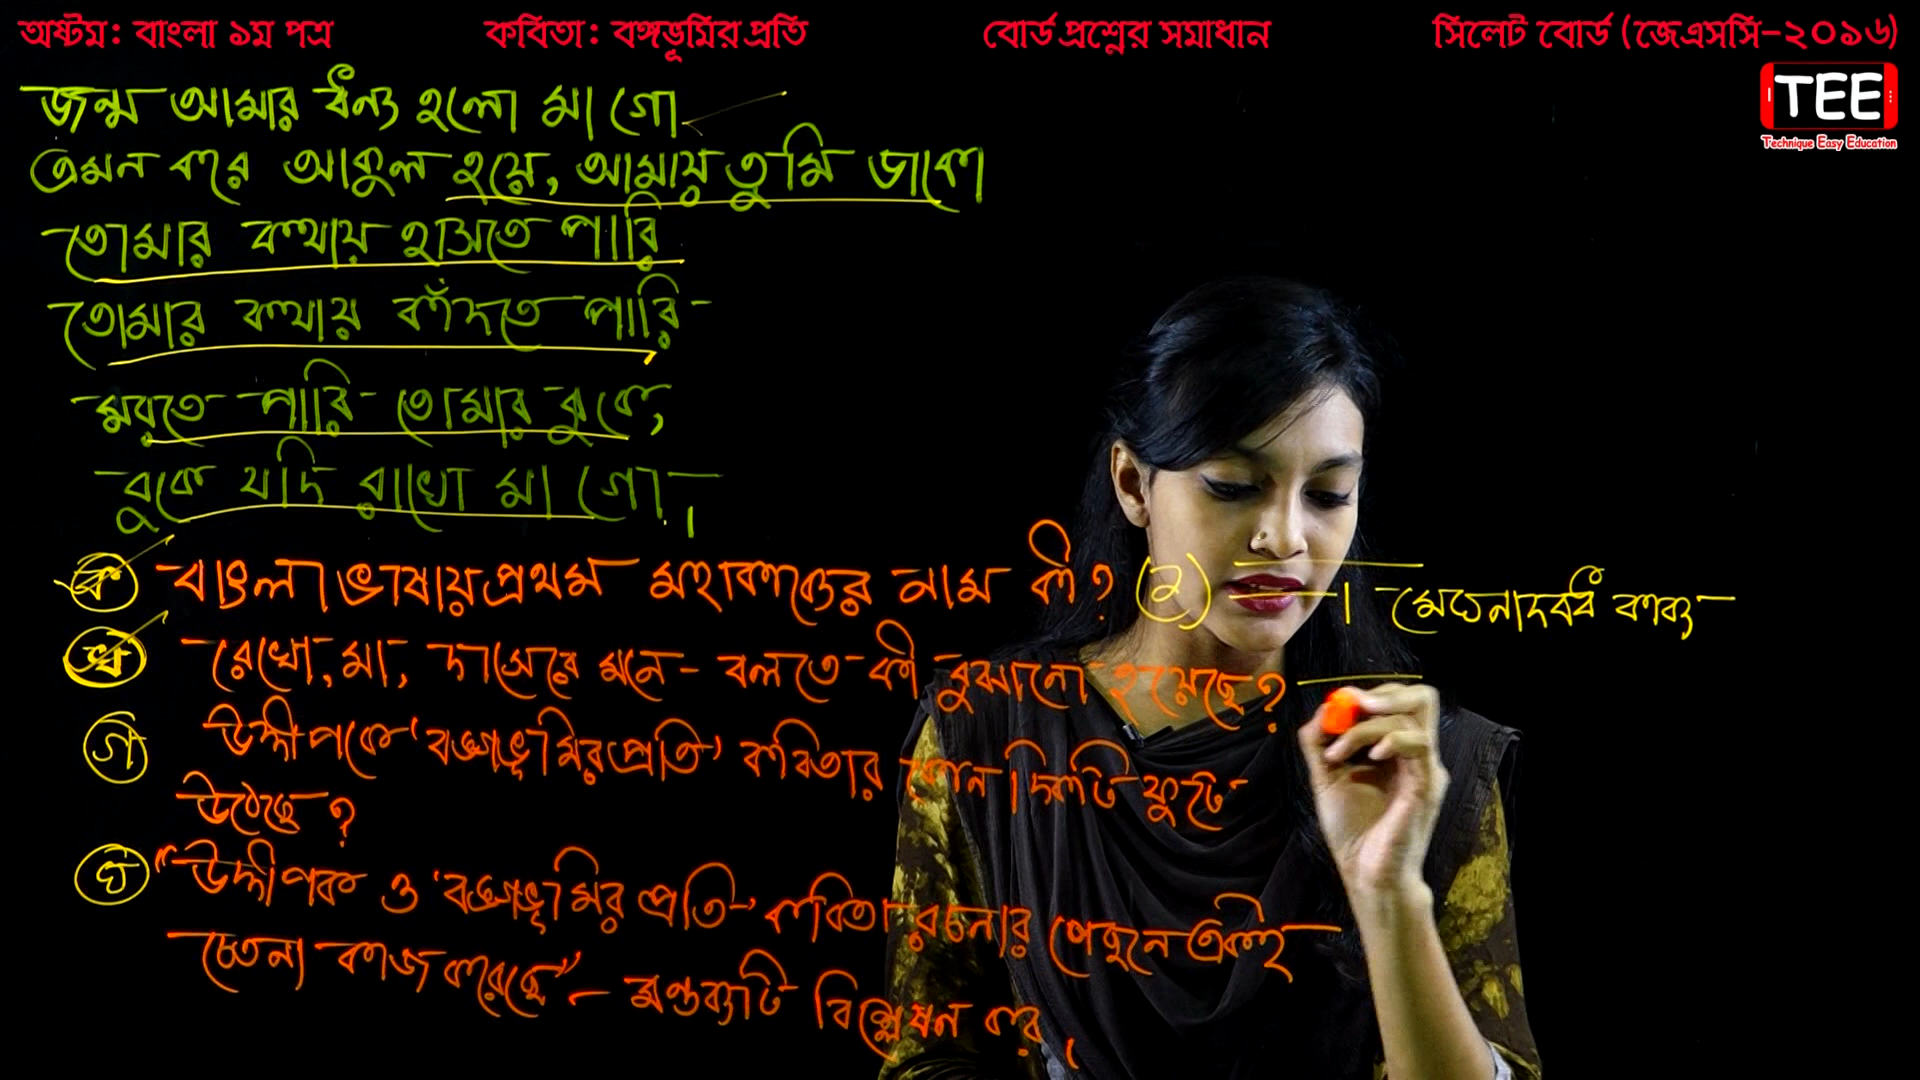 অষ্টম: বাংলা ১ম পত্র
কবিতা: বঙ্গভূমির প্রতি
বোর্ড প্রশ্নের সমাধান
সিলেট বোর্ড (জেএসসি-২০১৬)
TEE
Technique Easy Education
জন্ম আমার ধন্য হলো মা গো
এমন করে আকুল হয়ে, আমায় তুমি ডাকো
তোমার কথায় হাসতে পারি
তোমার কথায় কাঁদতে পারি
মরতে পারি তোমার বুকে,
বুকে যদি রাখো মা গো।
ক বাংলা ভাষায় প্রথম মহাকাব্যের নাম কী? মেঘনাদবধ কাব্য
খ রেখো, মা, দাসেরে মনে - বলতে কী বুঝানো হয়েছে?
গ উদ্দীপকে 'বঙ্গভূমির প্রতি' কবিতার কোন দিকটি ফুটে
উঠেছে?
ঘ "উদ্দীপক ও 'বঙ্গভূমির প্রতি' কবিতা রচনার পেছনে একই
চেতনা কাজ করেছে" - মন্তব্যটি বিশ্লেষন কর।